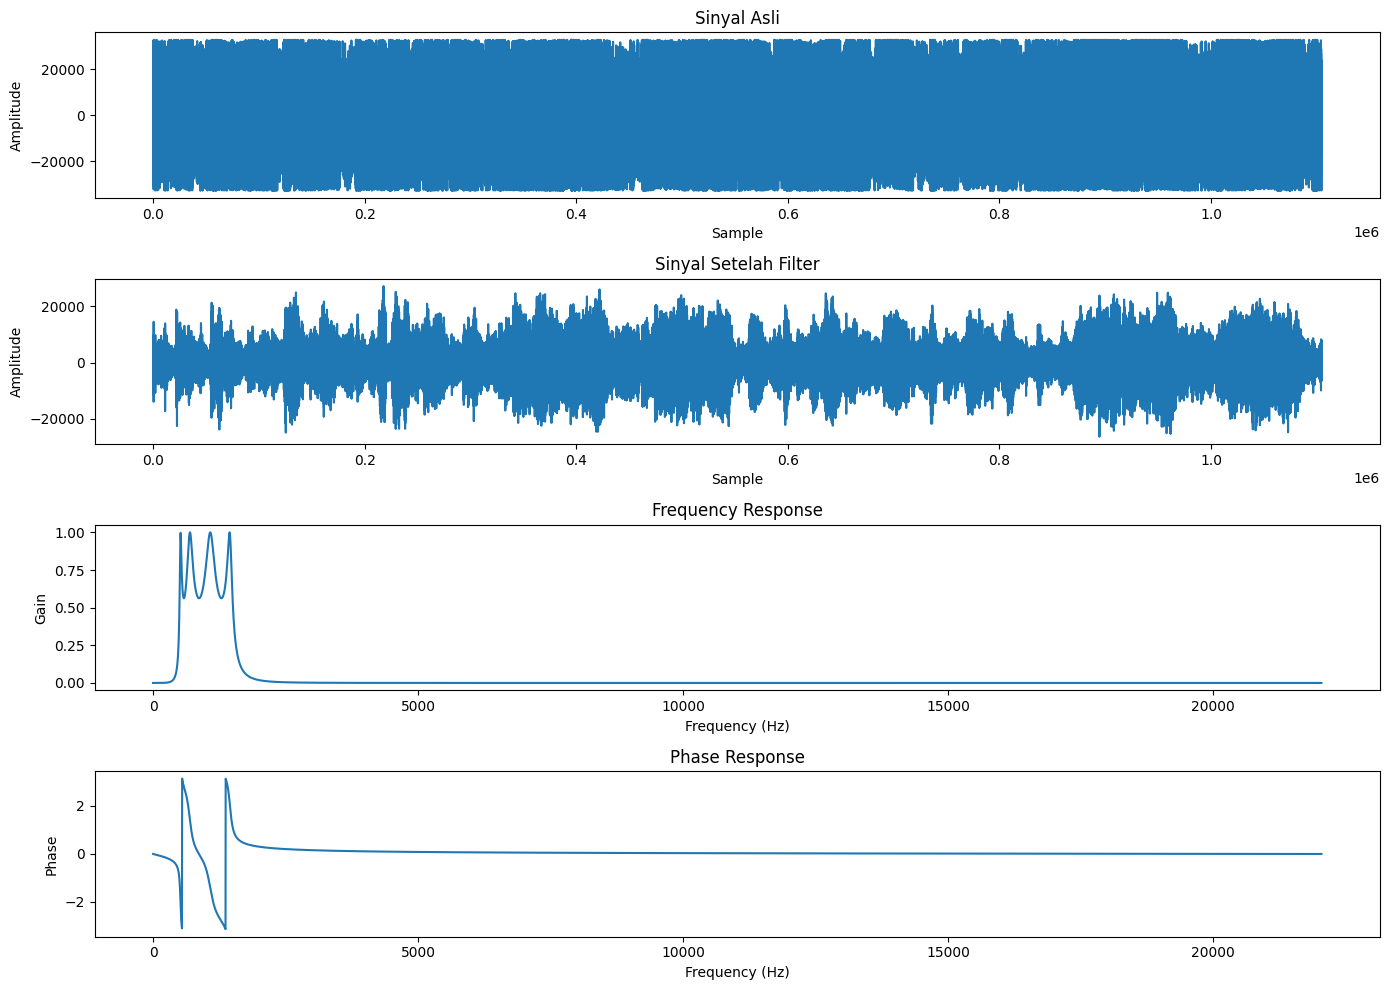 Sinyal Asli
Amplitude
20000
0
−20000
0.0 0.2 0.4 0.6 0.8 1.0
1e6
Sample
Sinyal Setelah Filter
Amplitude
20000
0
−20000
0.0 0.2 0.4 0.6 0.8 1.0
1e6
Sample
Frequency Response
Gain
1.00
0.75
0.50
0.25
0.00
0 5000 10000 15000 20000
Frequency (Hz)
Phase Response
Phase
2
0
−2
0 5000 10000 15000 20000
Frequency (Hz)